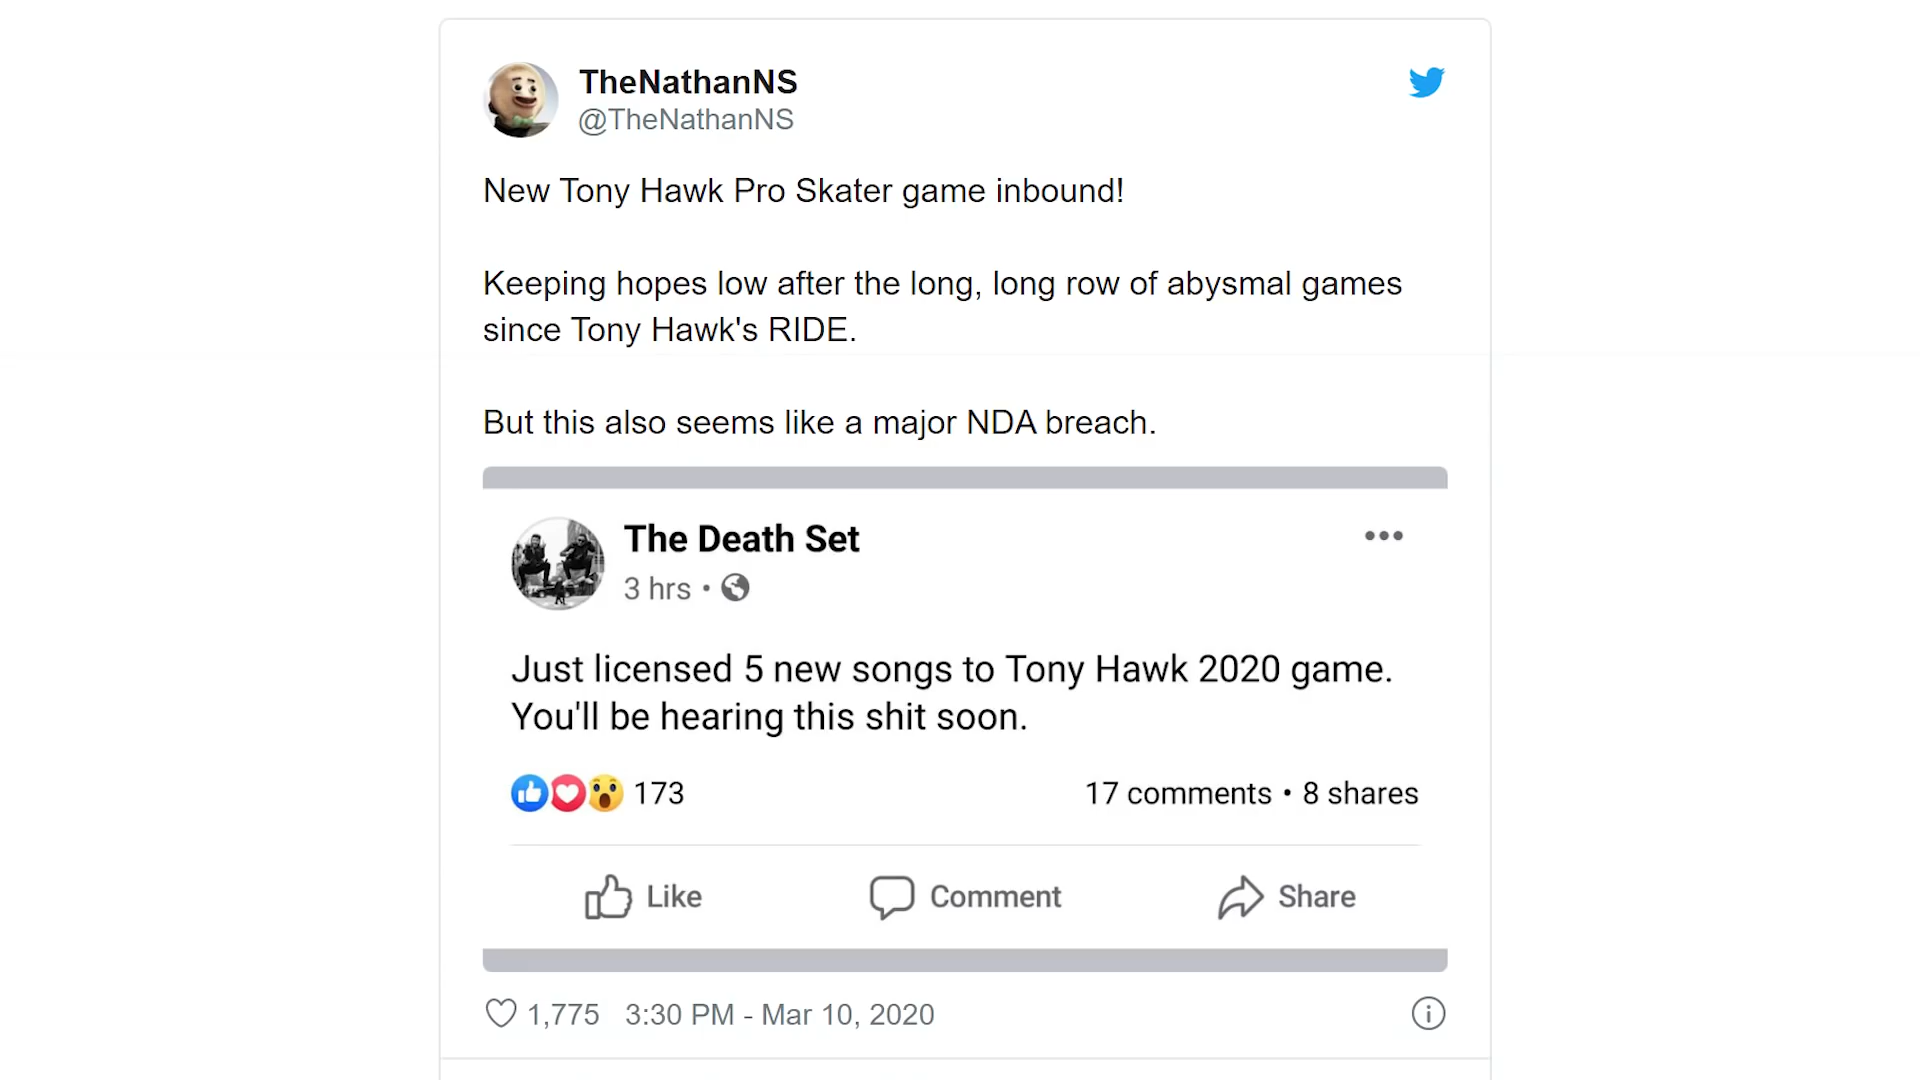 TheNathanNS
@TheNathanNS
New Tony Hawk Pro Skater game inbound!
Keeping hopes low after the long, long row of abysmal games
since Tony Hawk's RIDE.
But this also seems like a major NDA breach.
The Death Set
3 hrs •
Just licensed 5 new songs to Tony Hawk 2020 game.
You'll be hearing this shit soon.
173 17 comments • 8 shares
Like Comment Share
1,775 3:30 PM - Mar 10, 2020